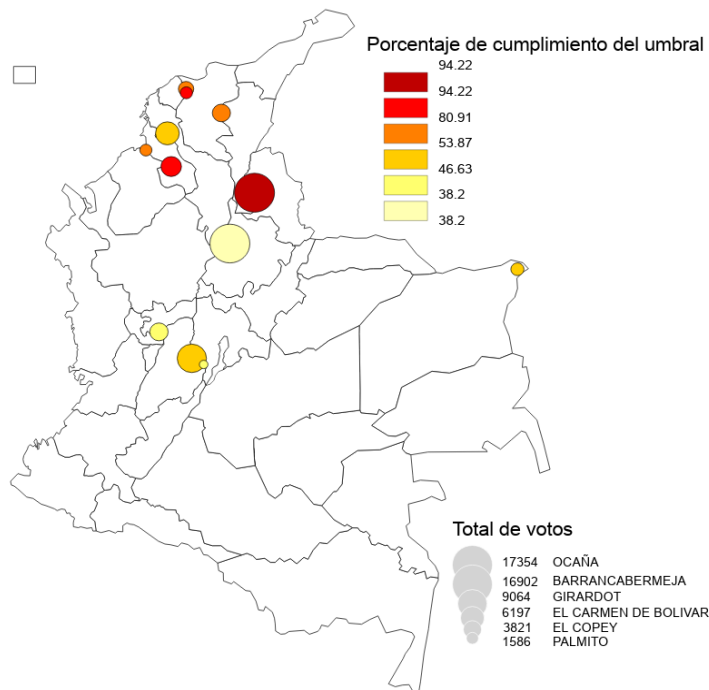 Porcentaje de cumplimiento del umbral
94.22
94.22
80.91
53.87
46.63
38.2
38.2
Total de votos
17354 OCAÑA
16902 BARRANCABERMEJA
9064 GIRARDOT
6197 EL CARMEN DE BOLIVAR
3821 EL COPEY
1586 PALMITO